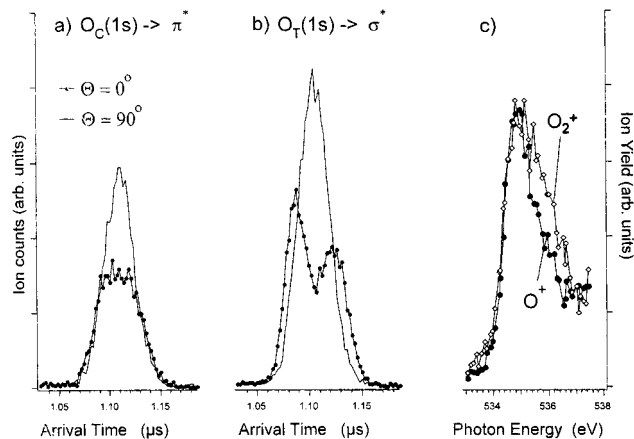 a) O_C(1s) -> π*
b) O_T(1s) -> σ*
c)
Θ = 0°
Θ = 90°
O₂⁺
O⁺
Ion counts (arb. units)
Ion Yield (arb. units)
1.05 1.10 1.15
1.05 1.10 1.15
534 536 538
Arrival Time (μs)
Arrival Time (μs)
Photon Energy (eV)